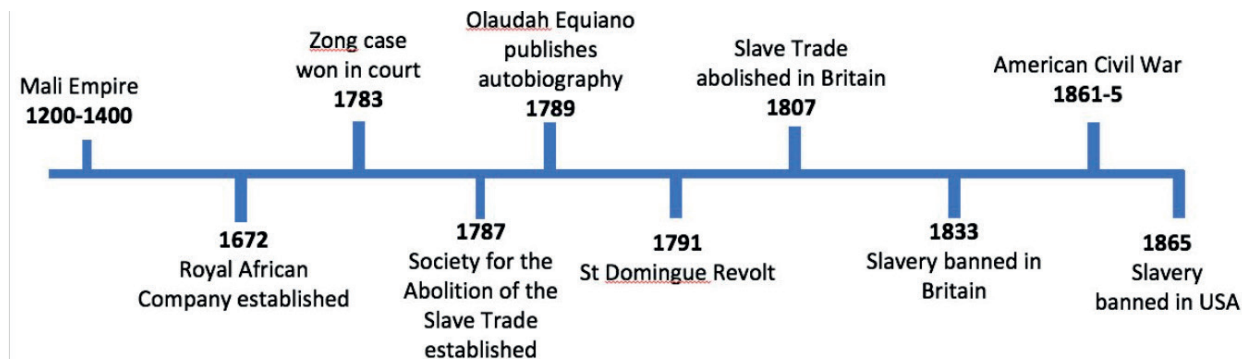 Mali Empire
1200-1400
Zong case
won in court
1783
Olaudah Equiano
publishes
autobiography
1789
Slave Trade
abolished in Britain
1807
American Civil War
1861-5
1672
Royal African
Company established
1787
Society for the
Abolition of the
Slave Trade
established
1791
St Domingue Revolt
1833
Slavery banned in
Britain
1865
Slavery
banned in USA